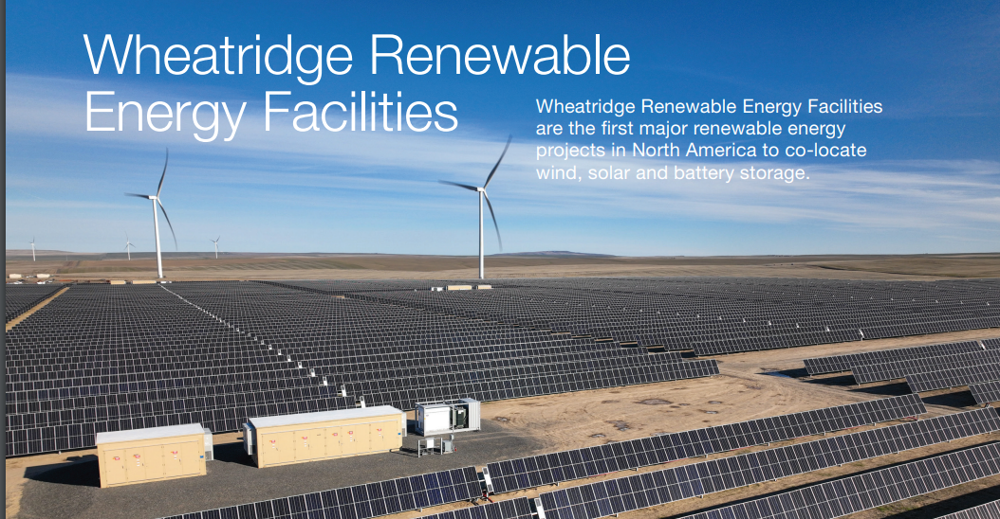 Wheatridge Renewable
Energy Facilities
Wheatridge Renewable Energy Facilities
are the first major renewable energy
projects in North America to co-locate
wind, solar and battery storage.